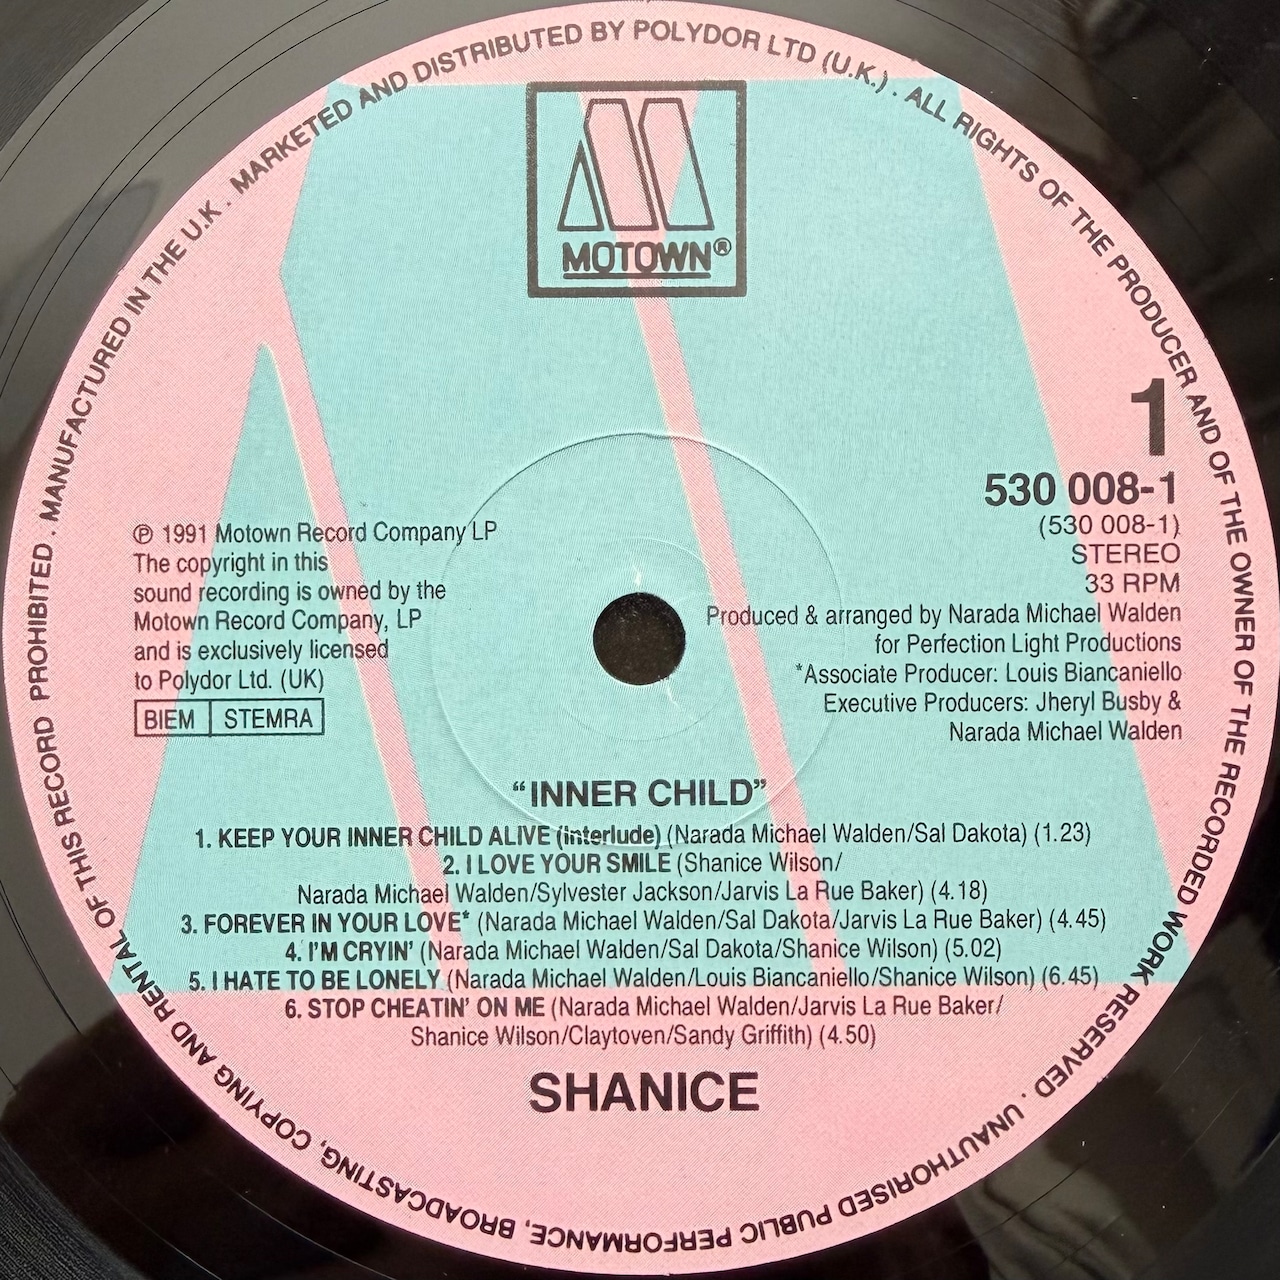 MANUFACTURED IN THE U.K . MARKETED AND DISTRIBUTED BY POLYDOR LTD (U.K.) . ALL RIGHTS OF THE PRODUCER AND OF THE OWNER OF THE RECORDED WORK RESERVED . UNAUTHORISED PUBLIC PERFORMANCE, BROADCASTING, COPYING AND RENTAL OF THIS RECORD PROHIBITED .
MOTOWN®
1
530 008-1
(530 008-1)
STEREO
33 RPM
℗ 1991 Motown Record Company LP
The copyright in this
sound recording is owned by the
Motown Record Company, LP
and is exclusively licensed
to Polydor Ltd. (UK)
BIEM STEMRA
Produced & arranged by Narada Michael Walden
for Perfection Light Productions
*Associate Producer: Louis Biancaniello
Executive Producers: Jheryl Busby &
Narada Michael Walden
“INNER CHILD”
1. KEEP YOUR INNER CHILD ALIVE (interlude) (Narada Michael Walden/Sal Dakota) (1.23)
2. I LOVE YOUR SMILE (Shanice Wilson/
Narada Michael Walden/Sylvester Jackson/Jarvis La Rue Baker) (4.18)
3. FOREVER IN YOUR LOVE* (Narada Michael Walden/Sal Dakota/Jarvis La Rue Baker) (4.45)
4. I’M CRYIN’ (Narada Michael Walden/Sal Dakota/Shanice Wilson) (5.02)
5. I HATE TO BE LONELY (Narada Michael Walden/Louis Biancaniello/Shanice Wilson) (6.45)
6. STOP CHEATIN’ ON ME (Narada Michael Walden/Jarvis La Rue Baker/
Shanice Wilson/Claytoven/Sandy Griffith) (4.50)
SHANICE